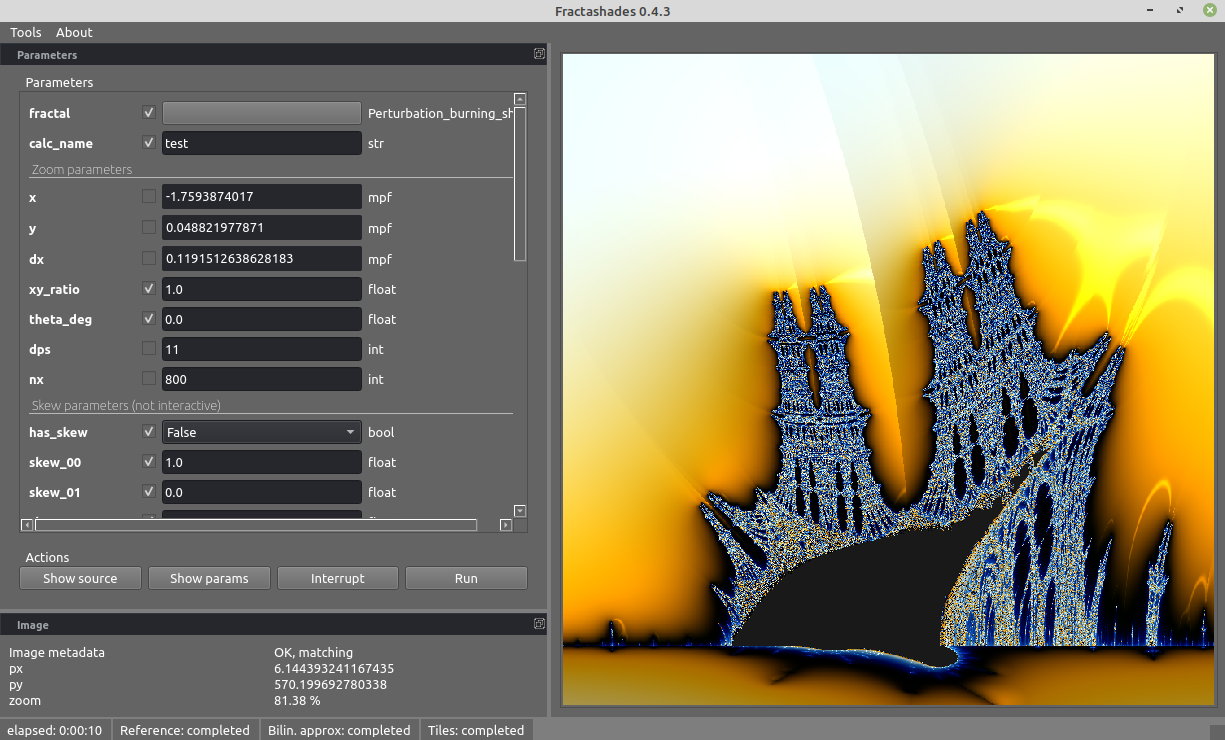 Fractashades 0.4.3
Tools About
Parameters
Parameters
fractal Perturbation_burning_sh
calc_name test str
Zoom parameters
x -1.7593874017 mpf
y 0.048821977871 mpf
dx 0.1191512638628183 mpf
xy_ratio 1.0 float
theta_deg 0.0 float
dps 11 int
nx 800 int
Skew parameters (not interactive)
has_skew False bool
skew_00 1.0 float
skew_01 0.0 float
Actions
Show source Show params Interrupt Run
Image
Image metadata OK, matching
px 6.144393241167435
py 570.199692780338
zoom 81.38 %
elapsed: 0:00:10 Reference: completed Bilin. approx: completed Tiles: completed